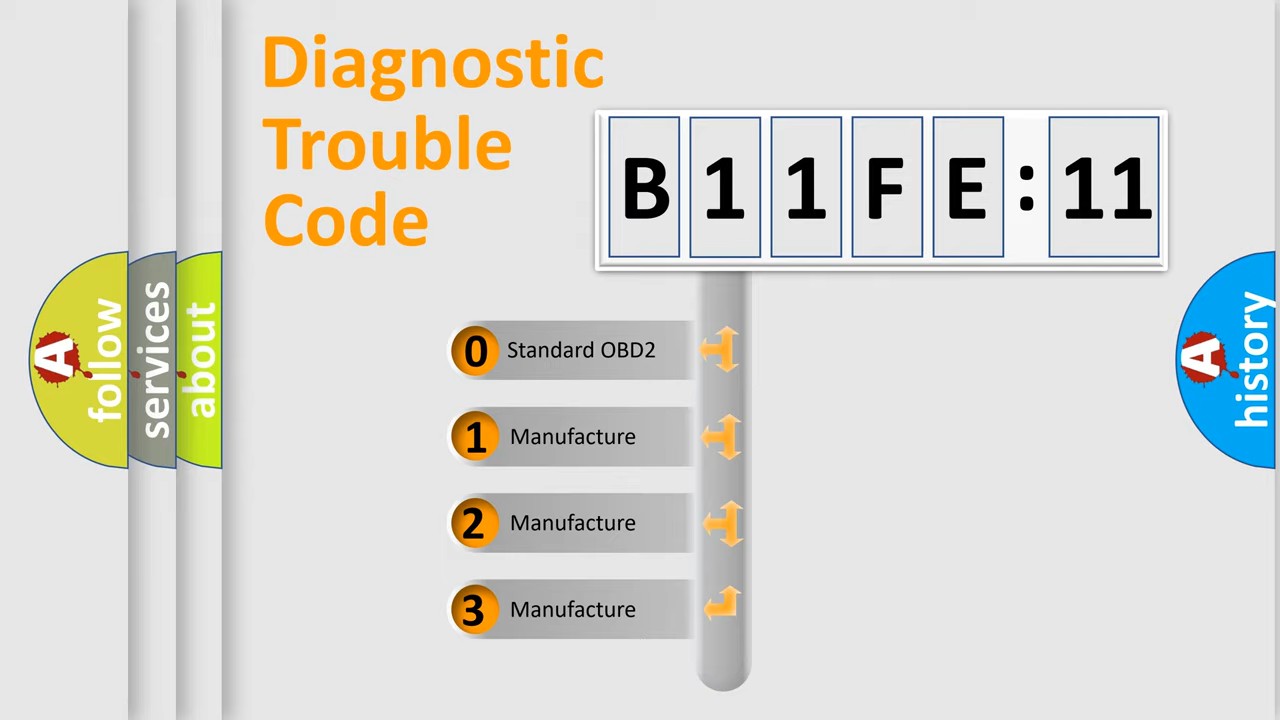 Diagnostic
Trouble
Code
B 1 1 F E : 11
0 Standard OBD2
1 Manufacture
2 Manufacture
3 Manufacture
A follow
services
about
A history